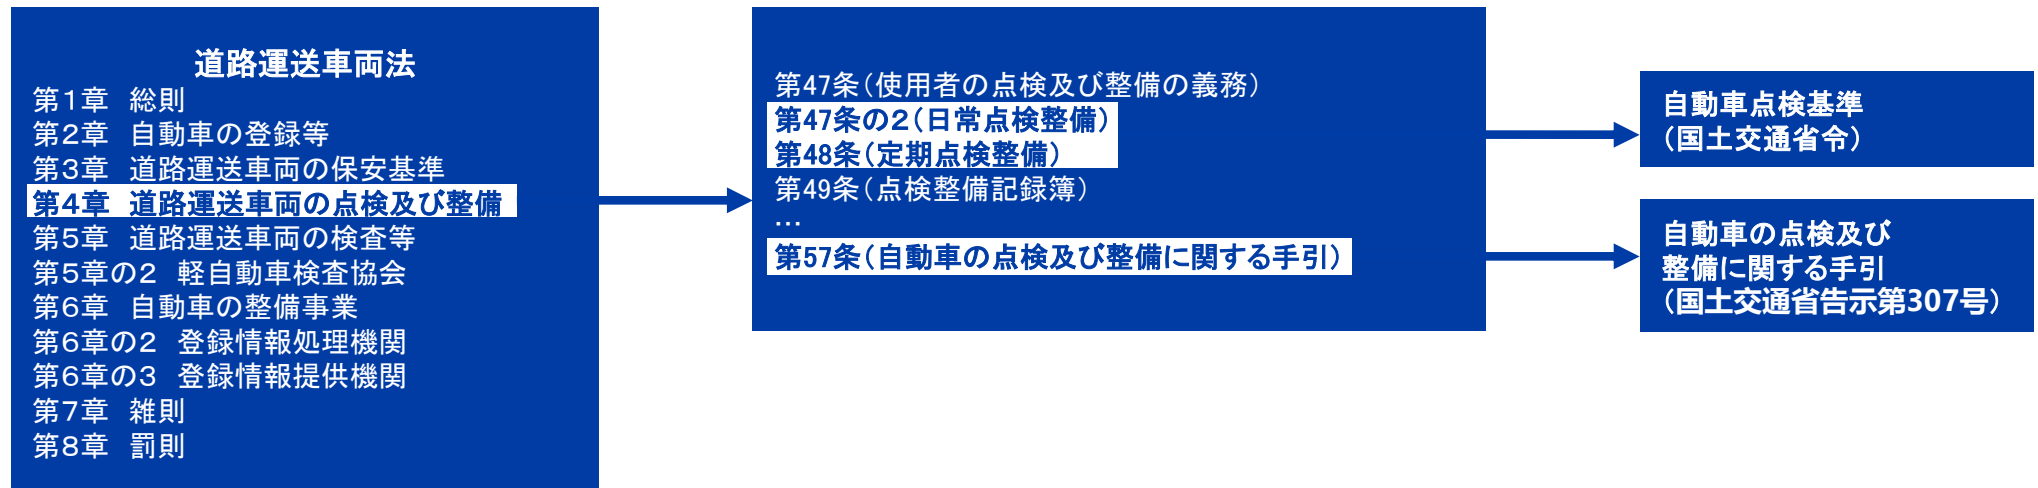 道路運送車両法
第1章　総則
第2章　自動車の登録等
第3章　道路運送車両の保安基準
第4章　道路運送車両の点検及び整備
第5章　道路運送車両の検査等
第5章の2　軽自動車検査協会
第6章　自動車の整備事業
第6章の2　登録情報処理機関
第6章の3　登録情報提供機関
第7章　雑則
第8章　罰則
第47条（使用者の点検及び整備の義務）
第47条の2（日常点検整備）
第48条（定期点検整備）
第49条（点検整備記録簿）
…
第57条（自動車の点検及び整備に関する手引）
自動車点検基準
（国土交通省令）
自動車の点検及び
整備に関する手引
（国土交通省告示第307号）